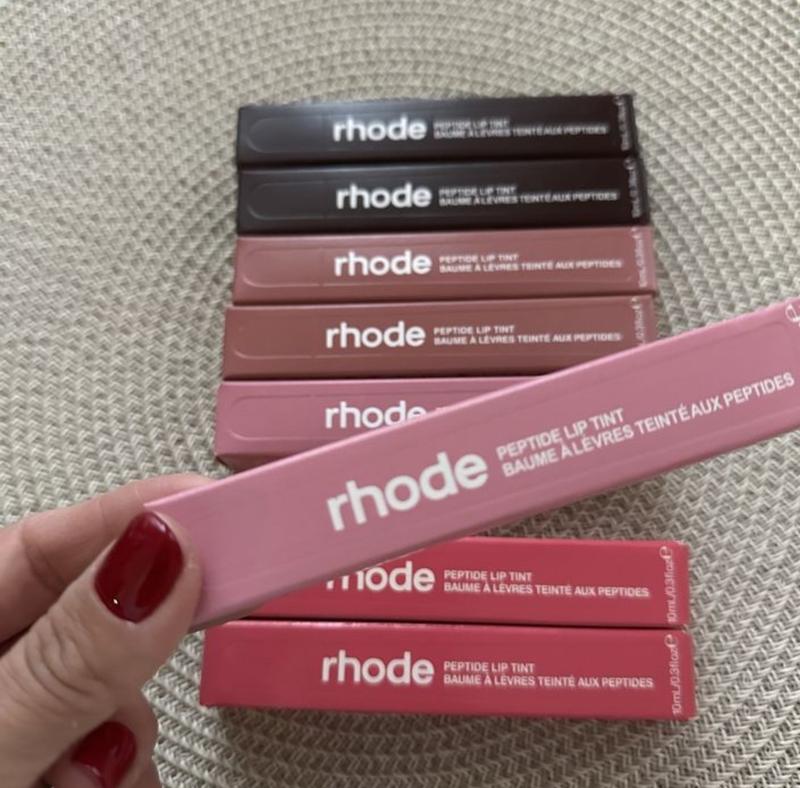 rhode
PEPTIDE LIP TINT
BAUME À LÈVRES TEINTÉ AUX PEPTIDES
rhode
PEPTIDE LIP TINT
BAUME À LÈVRES TEINTÉ AUX PEPTIDES
rhode
PEPTIDE LIP TINT
BAUME À LÈVRES TEINTÉ AUX PEPTIDES
rhode
PEPTIDE LIP TINT
BAUME À LÈVRES TEINTÉ AUX PEPTIDES
rhode
rhode
PEPTIDE LIP TINT
BAUME À LÈVRES TEINTÉ AUX PEPTIDES
rhode
PEPTIDE LIP TINT
BAUME À LÈVRES TEINTÉ AUX PEPTIDES
10mL/0.3fl oz ℮
rhode
PEPTIDE LIP TINT
BAUME À LÈVRES TEINTÉ AUX PEPTIDES
10mL/0.3fl oz ℮